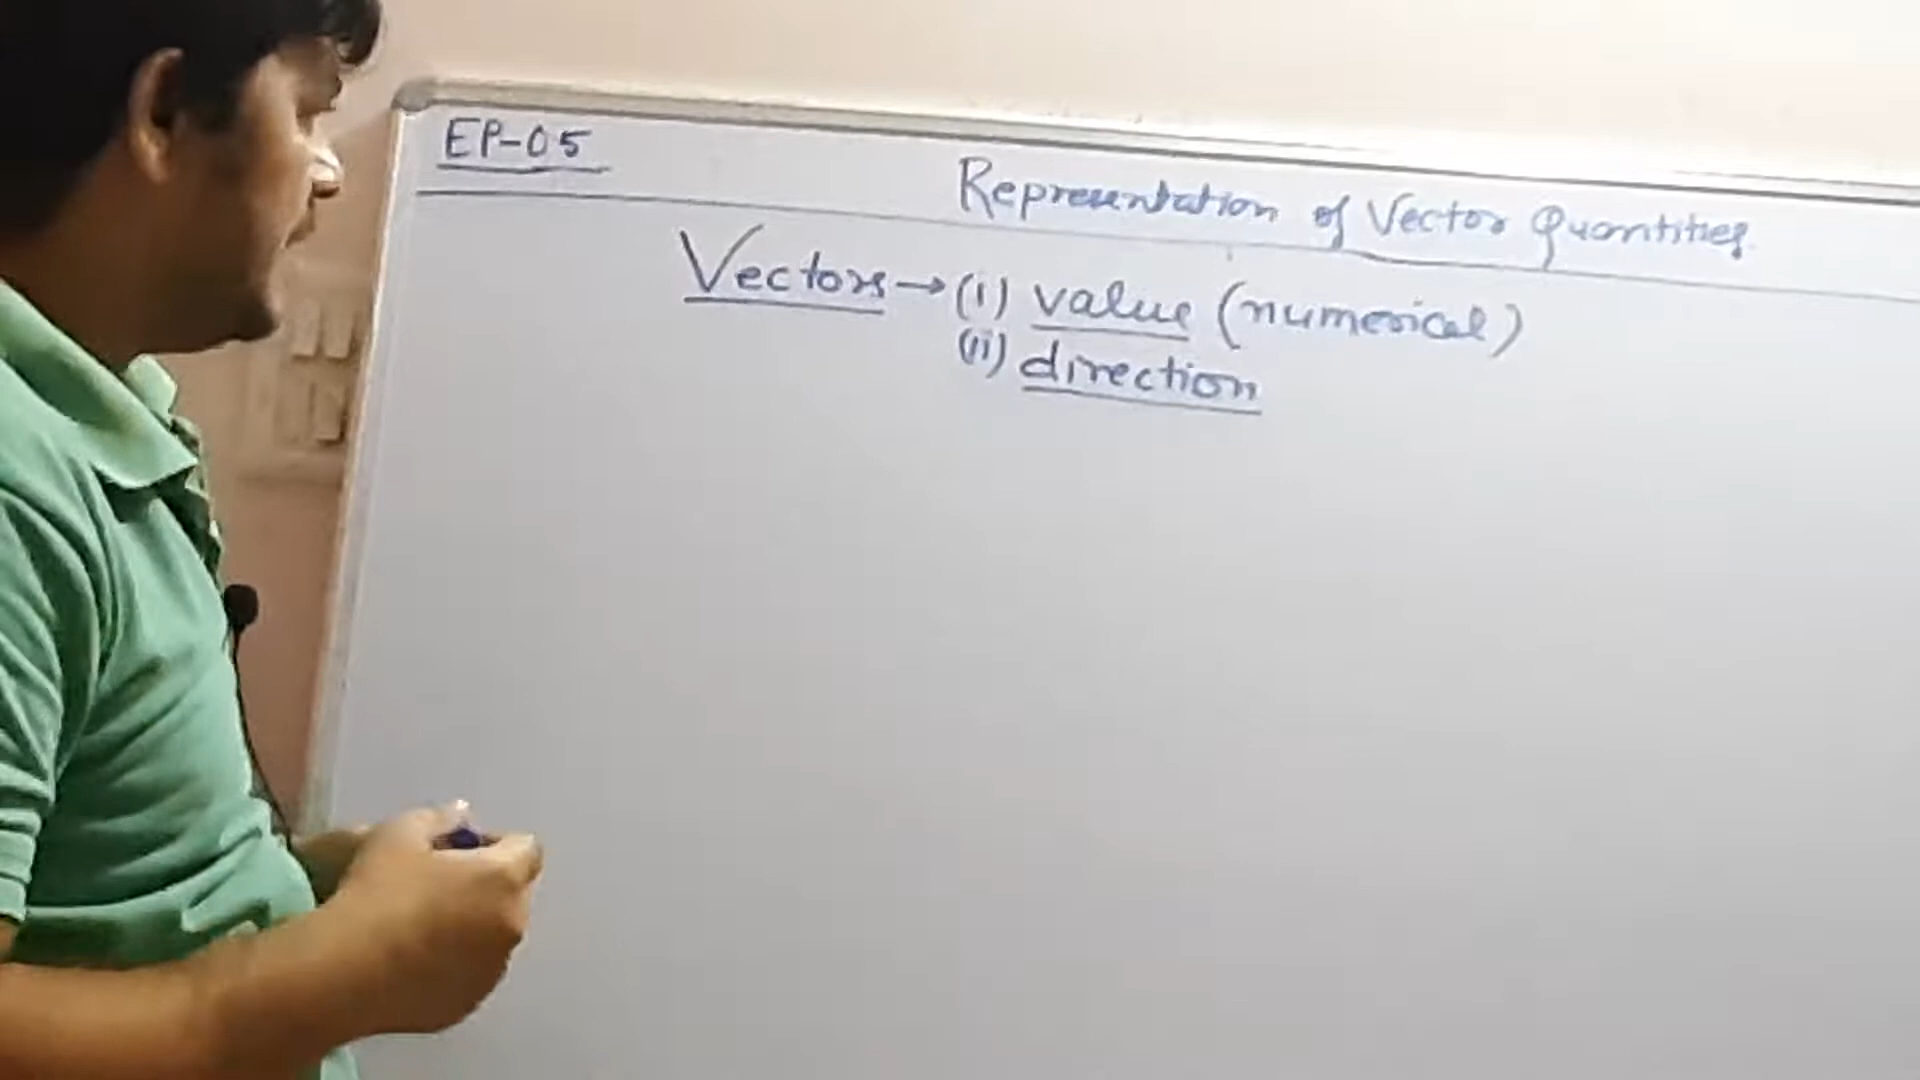 EP-05
Representation of Vector Quantities
Vectors → (i) value (numerical)
(ii) direction